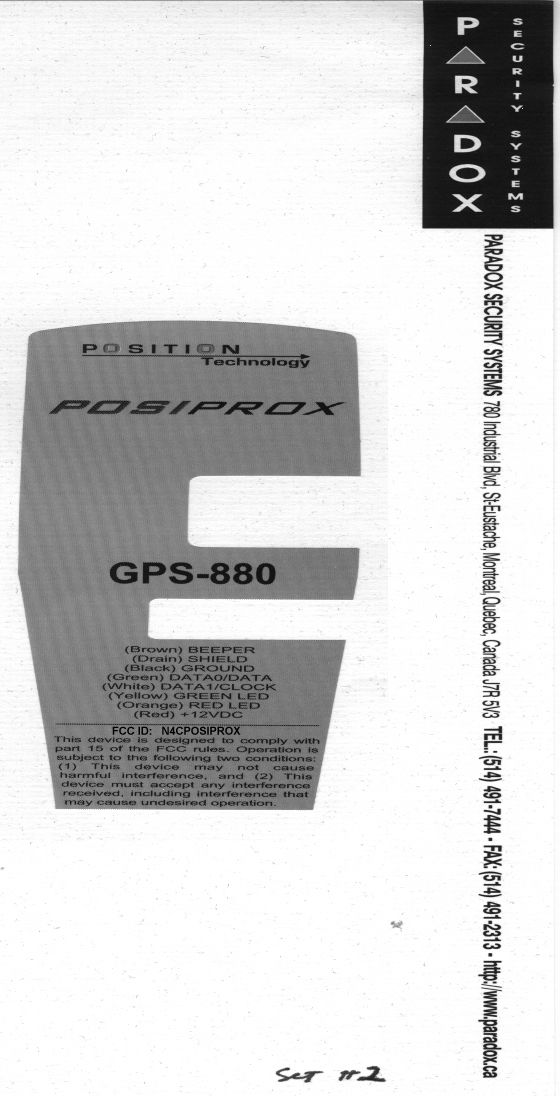 PARADOX
SECURITY SYSTEMS
PARADOX SECURITY SYSTEMS 780 Industrial Blvd, St-Eustache, Montreal, Quebec, Canada J7R 5V3 TEL.: (514) 491-7444 - FAX: (514) 491-2313 - http://www.paradox.ca
POSITION
Technology
POSIPROX
GPS-880
(Brown) BEEPER
(Drain) SHIELD
(Black) GROUND
(Green) DATA0/DATA
(White) DATA1/CLOCK
(Yellow) GREEN LED
(Orange) RED LED
(Red) +12VDC
FCC ID: N4CPOSIPROX
This device is designed to comply with
part 15 of the FCC rules. Operation is
subject to the following two conditions:
(1) This device may not cause
harmful interference, and (2) This
device must accept any interference
received, including interference that
may cause undesired operation.
SET #2